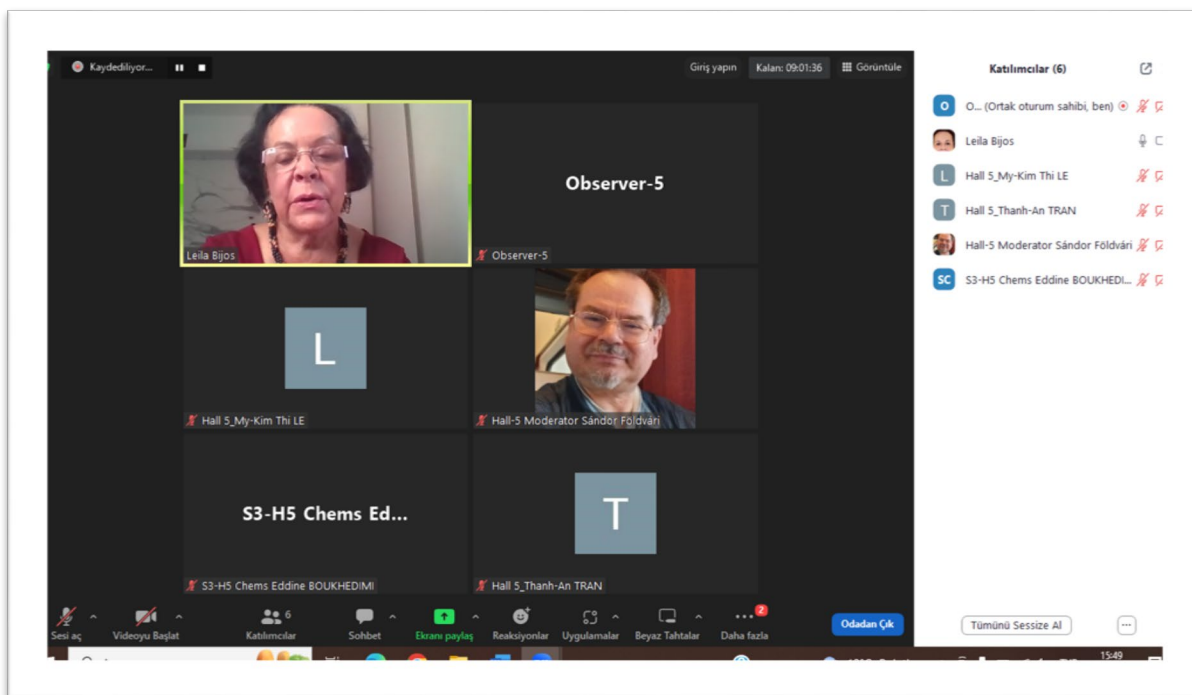 Kaydediliyor...
Giriş yapın
Kalan: 09:01:36
Görüntüle
Leila Bijos
Observer-5
Observer-5
L
Hall 5_My-Kim Thi LE
Hall-5 Moderator Sándor Földvári
S3-H5 Chems Ed...
S3-H5 Chems Eddine BOUKHEDIMI
T
Hall 5_Thanh-An TRAN
Sesi aç
Videoyu Başlat
6
Katılımcılar
Sohbet
Ekranı paylaş
Reaksiyonlar
Uygulamalar
Beyaz Tahtalar
2
Daha fazla
Odadan Çık
Katılımcılar (6)
O O... (Ortak oturum sahibi, ben)
Leila Bijos
L Hall 5_My-Kim Thi LE
T Hall 5_Thanh-An TRAN
Hall-5 Moderator Sándor Földvári
SC S3-H5 Chems Eddine BOUKHEDI...
Tümünü Sessize Al
15:49